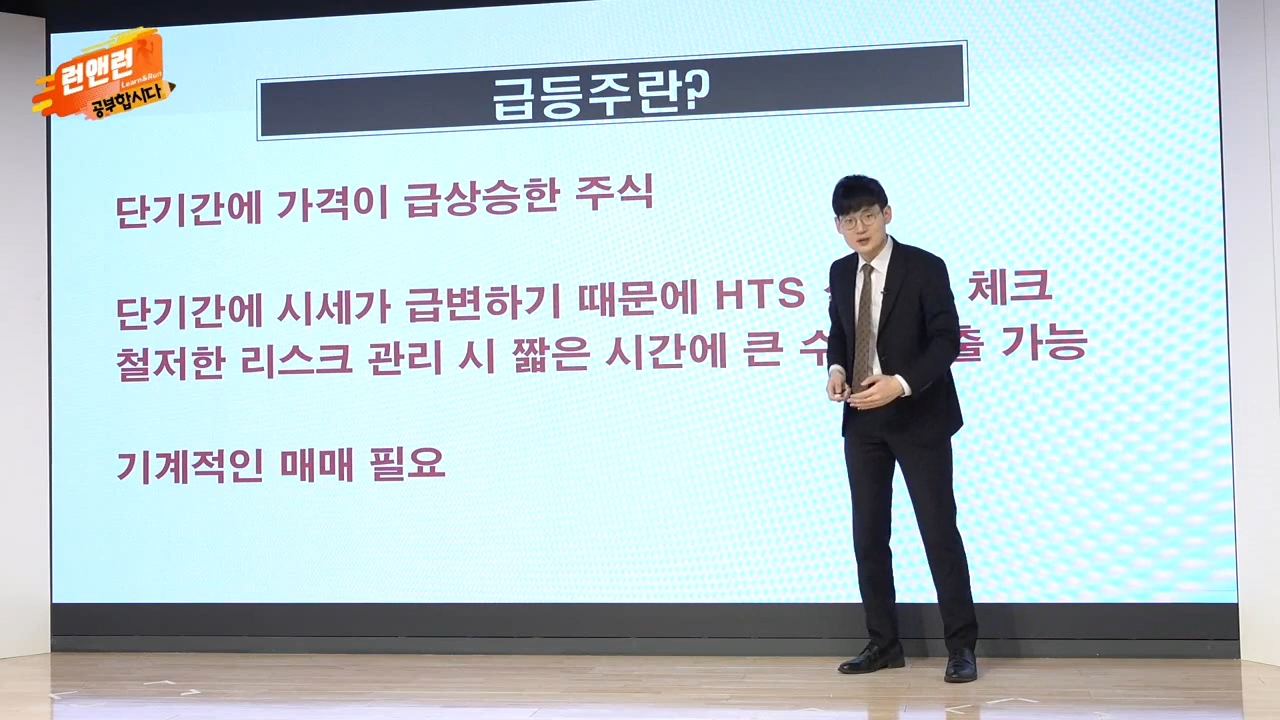 런앤런
Learn&Run
공부합시다
급등주란?
단기간에 가격이 급상승한 주식
단기간에 시세가 급변하기 때문에 HTS 체크
철저한 리스크 관리 시 짧은 시간에 큰 가능
기계적인 매매 필요